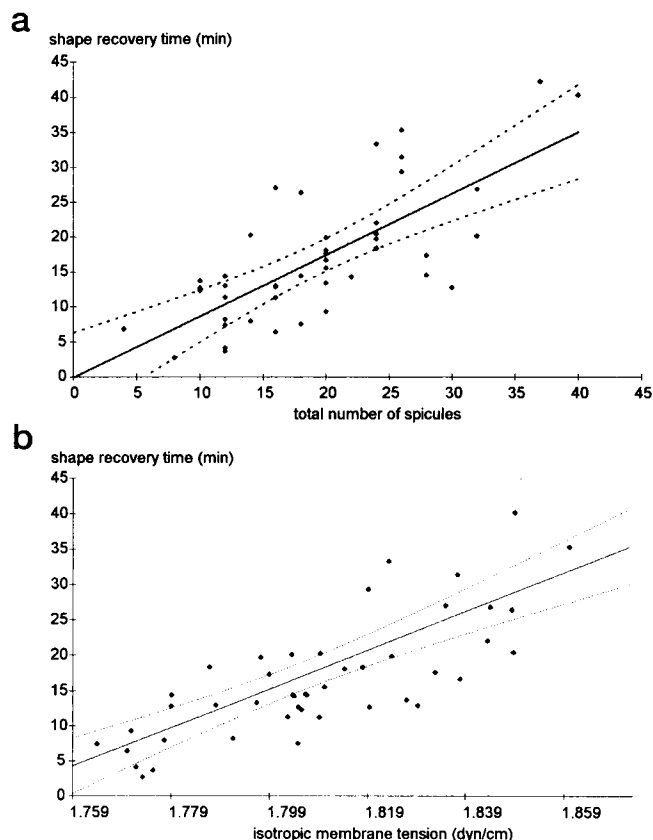 a
shape recovery time (min)
45
40
35
30
25
20
15
10
5
0
0 5 10 15 20 25 30 35 40 45
total number of spicules
b
shape recovery time (min)
45
40
35
30
25
20
15
10
5
0
1.759 1.779 1.799 1.819 1.839 1.859
isotropic membrane tension (dyn/cm)